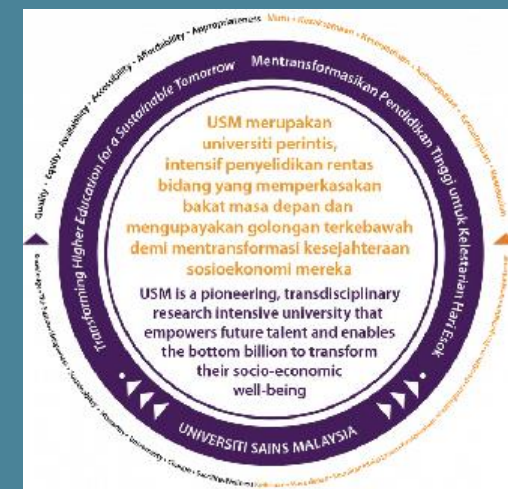 Quality • Equity • Availability • Accessibility • Affordability • Appropriateness
Transforming Higher Education for a Sustainable Tomorrow
Mentransformasikan Pendidikan Tinggi untuk Kelestarian Hari Esok
USM merupakan
universiti perintis,
intensif penyelidikan rentas
bidang yang memperkasakan
bakat masa depan dan
mengupayakan golongan terkebawah
demi mentransformasi kesejahteraan
sosioekonomi mereka
USM is a pioneering, transdisciplinary
research intensive university that
empowers future talent and enables
the bottom billion to transform
their socio-economic
well-being
UNIVERSITI SAINS MALAYSIA